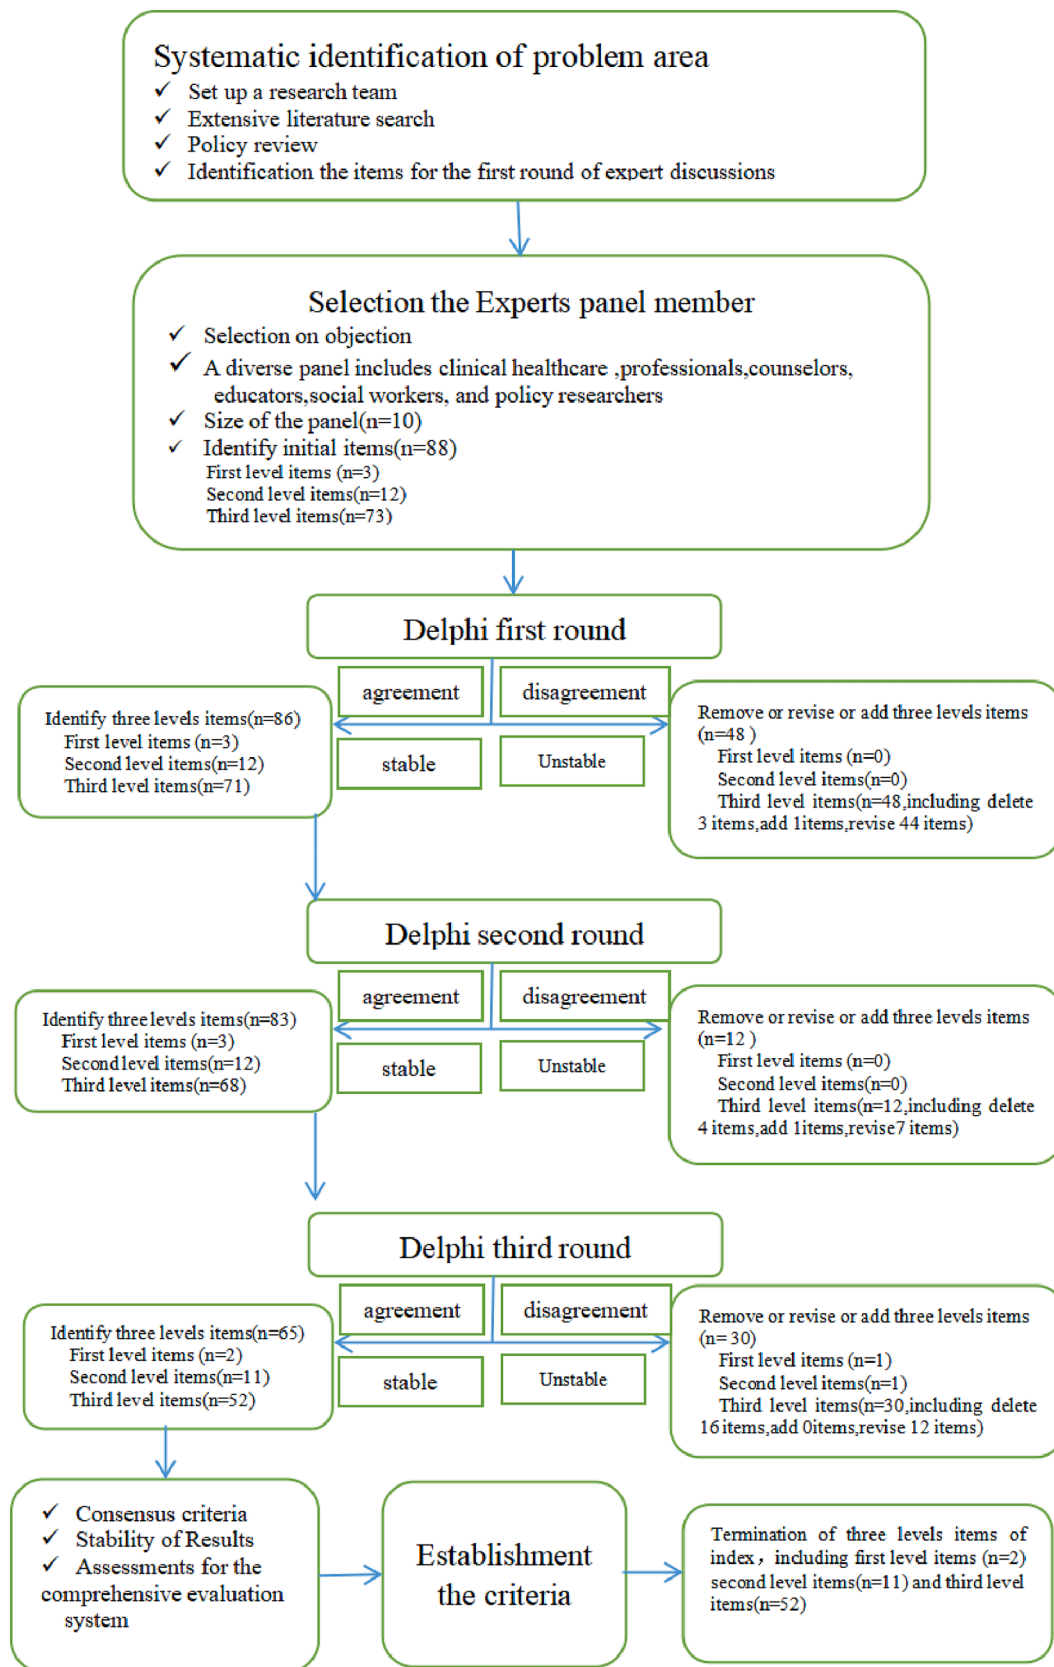 Systematic identification of problem area
✓ Set up a research team
✓ Extensive literature search
✓ Policy review
✓ Identification the items for the first round of expert discussions
Selection the Experts panel member
✓ Selection on objection
✓ A diverse panel includes clinical healthcare ,professionals,counselors,
educators,social workers, and policy researchers
✓ Size of the panel(n=10)
✓ Identify initial items(n=88)
First level items (n=3)
Second level items(n=12)
Third level items(n=73)
Delphi first round
agreement
disagreement
stable
Unstable
Identify three levels items(n=86)
First level items (n=3)
Second level items(n=12)
Third level items(n=71)
Remove or revise or add three levels items
(n=48 )
First level items (n=0)
Second level items(n=0)
Third level items(n=48,including delete
3 items,add 1items,revise 44 items)
Delphi second round
agreement
disagreement
stable
Unstable
Identify three levels items(n=83)
First level items (n=3)
Second level items(n=12)
Third level items(n=68)
Remove or revise or add three levels items
(n=12 )
First level items (n=0)
Second level items(n=0)
Third level items(n=12,including delete
4 items,add 1items,revise7 items)
Delphi third round
agreement
disagreement
stable
Unstable
Identify three levels items(n=65)
First level items (n=2)
Second level items(n=11)
Third level items(n=52)
Remove or revise or add three levels items
(n= 30)
First level items (n=1)
Second level items(n=1)
Third level items(n=30,including delete
16 items,add 0items,revise 12 items)
✓ Consensus criteria
✓ Stability of Results
✓ Assessments for the
comprehensive evaluation
system
Establishment
the criteria
Termination of three levels items of
index，including first level items (n=2)
second level items(n=11) and third level
items(n=52)